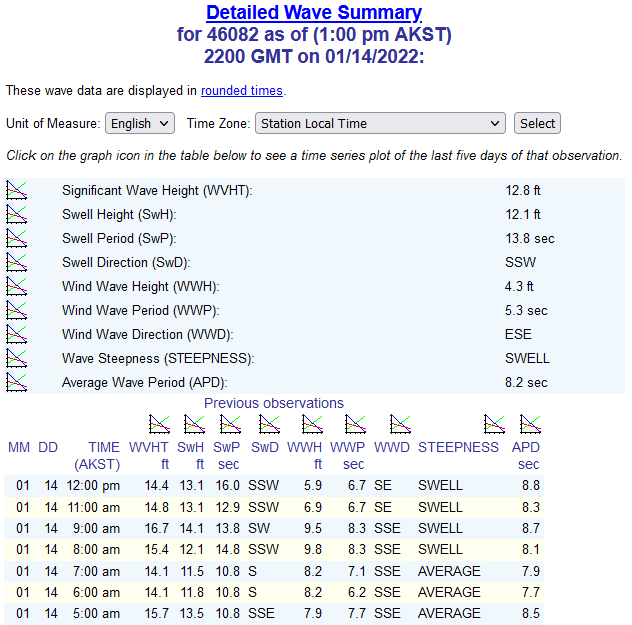 Detailed Wave Summary
for 46082 as of (1:00 pm AKST)
2200 GMT on 01/14/2022:
These wave data are displayed in rounded times.
Unit of Measure: English Time Zone: Station Local Time Select
Click on the graph icon in the table below to see a time series plot of the last five days of that observation.
Significant Wave Height (WVHT): 12.8 ft
Swell Height (SwH): 12.1 ft
Swell Period (SwP): 13.8 sec
Swell Direction (SwD): SSW
Wind Wave Height (WWH): 4.3 ft
Wind Wave Period (WWP): 5.3 sec
Wind Wave Direction (WWD): ESE
Wave Steepness (STEEPNESS): SWELL
Average Wave Period (APD): 8.2 sec
Previous observations
MM DD TIME WVHT SwH SwP SwD WWH WWP WWD STEEPNESS APD
(AKST) ft ft sec ft sec sec
01 14 12:00 pm 14.4 13.1 16.0 SSW 5.9 6.7 SE SWELL 8.8
01 14 11:00 am 14.8 13.1 12.9 SSW 6.9 6.7 SE SWELL 8.3
01 14 9:00 am 16.7 14.1 13.8 SW 9.5 8.3 SSE SWELL 8.7
01 14 8:00 am 15.4 12.1 14.8 SSW 9.8 8.3 SSE SWELL 8.1
01 14 7:00 am 14.1 11.5 10.8 S 8.2 7.1 SSE AVERAGE 7.9
01 14 6:00 am 14.1 11.8 10.8 S 8.2 6.2 SSE AVERAGE 7.7
01 14 5:00 am 15.7 13.5 10.8 SSE 7.9 7.7 SSE AVERAGE 8.5